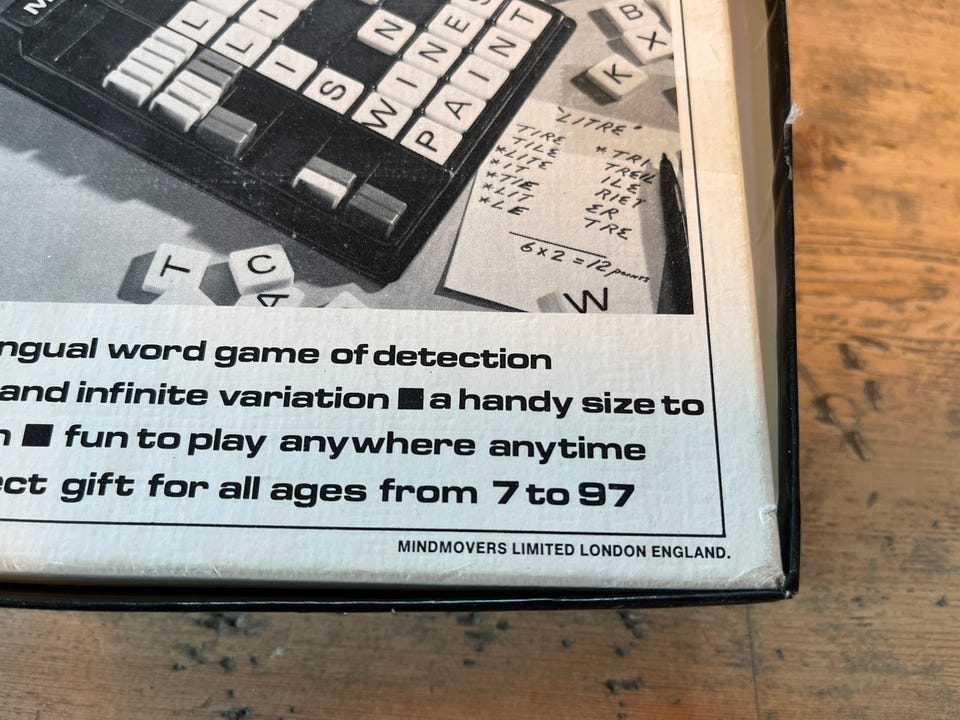 M
L
L I
I
S
N
W I N E S
P A I N T
B
X
K
"LITRE"
TIRE
TILE
*LITE
*IT
*TIE
*LIT
*LE
*TRI
TREIL
ILE
RIET
ER
TRE
6 x 2 = 12 POINTS
T
C
A
W
ngual word game of detection
and infinite variation ■ a handy size to
n ■ fun to play anywhere anytime
ect gift for all ages from 7 to 97
MINDMOVERS LIMITED LONDON ENGLAND.